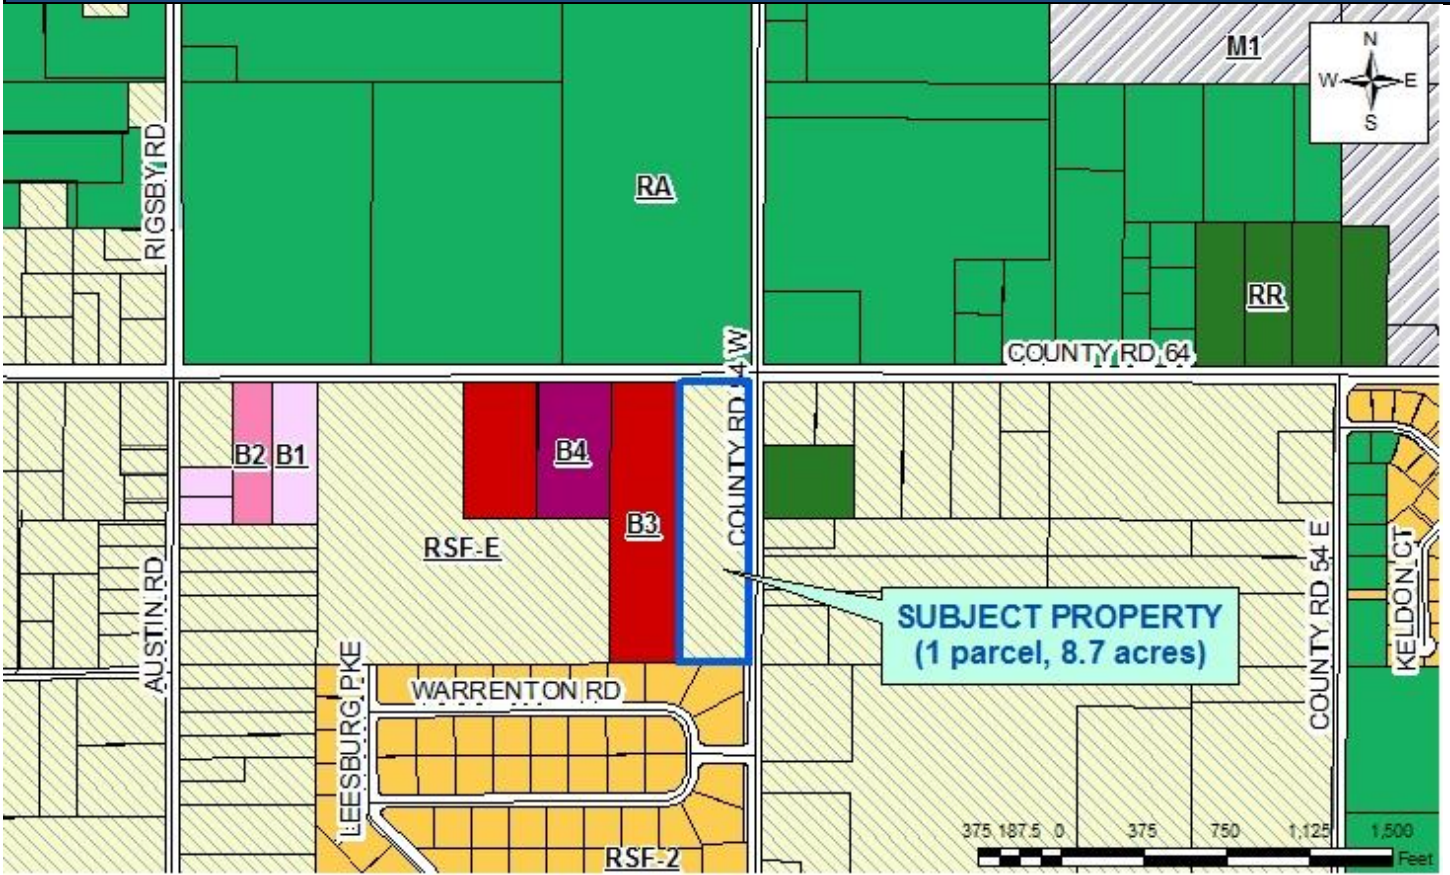 M1
N
W E
S
RIGSBY RD
RA
RR
COUNTY RD 64
COUNTY RD 54 W
B2
B1
B4
B3
RSF-E
AUSTIN RD
SUBJECT PROPERTY
(1 parcel, 8.7 acres)
COUNTY RD 54 E
KELDON CT
LEESBURG PKE
WARRENTON RD
RSF-2
375 187.5 0 375 750 1,125 1,500
Feet